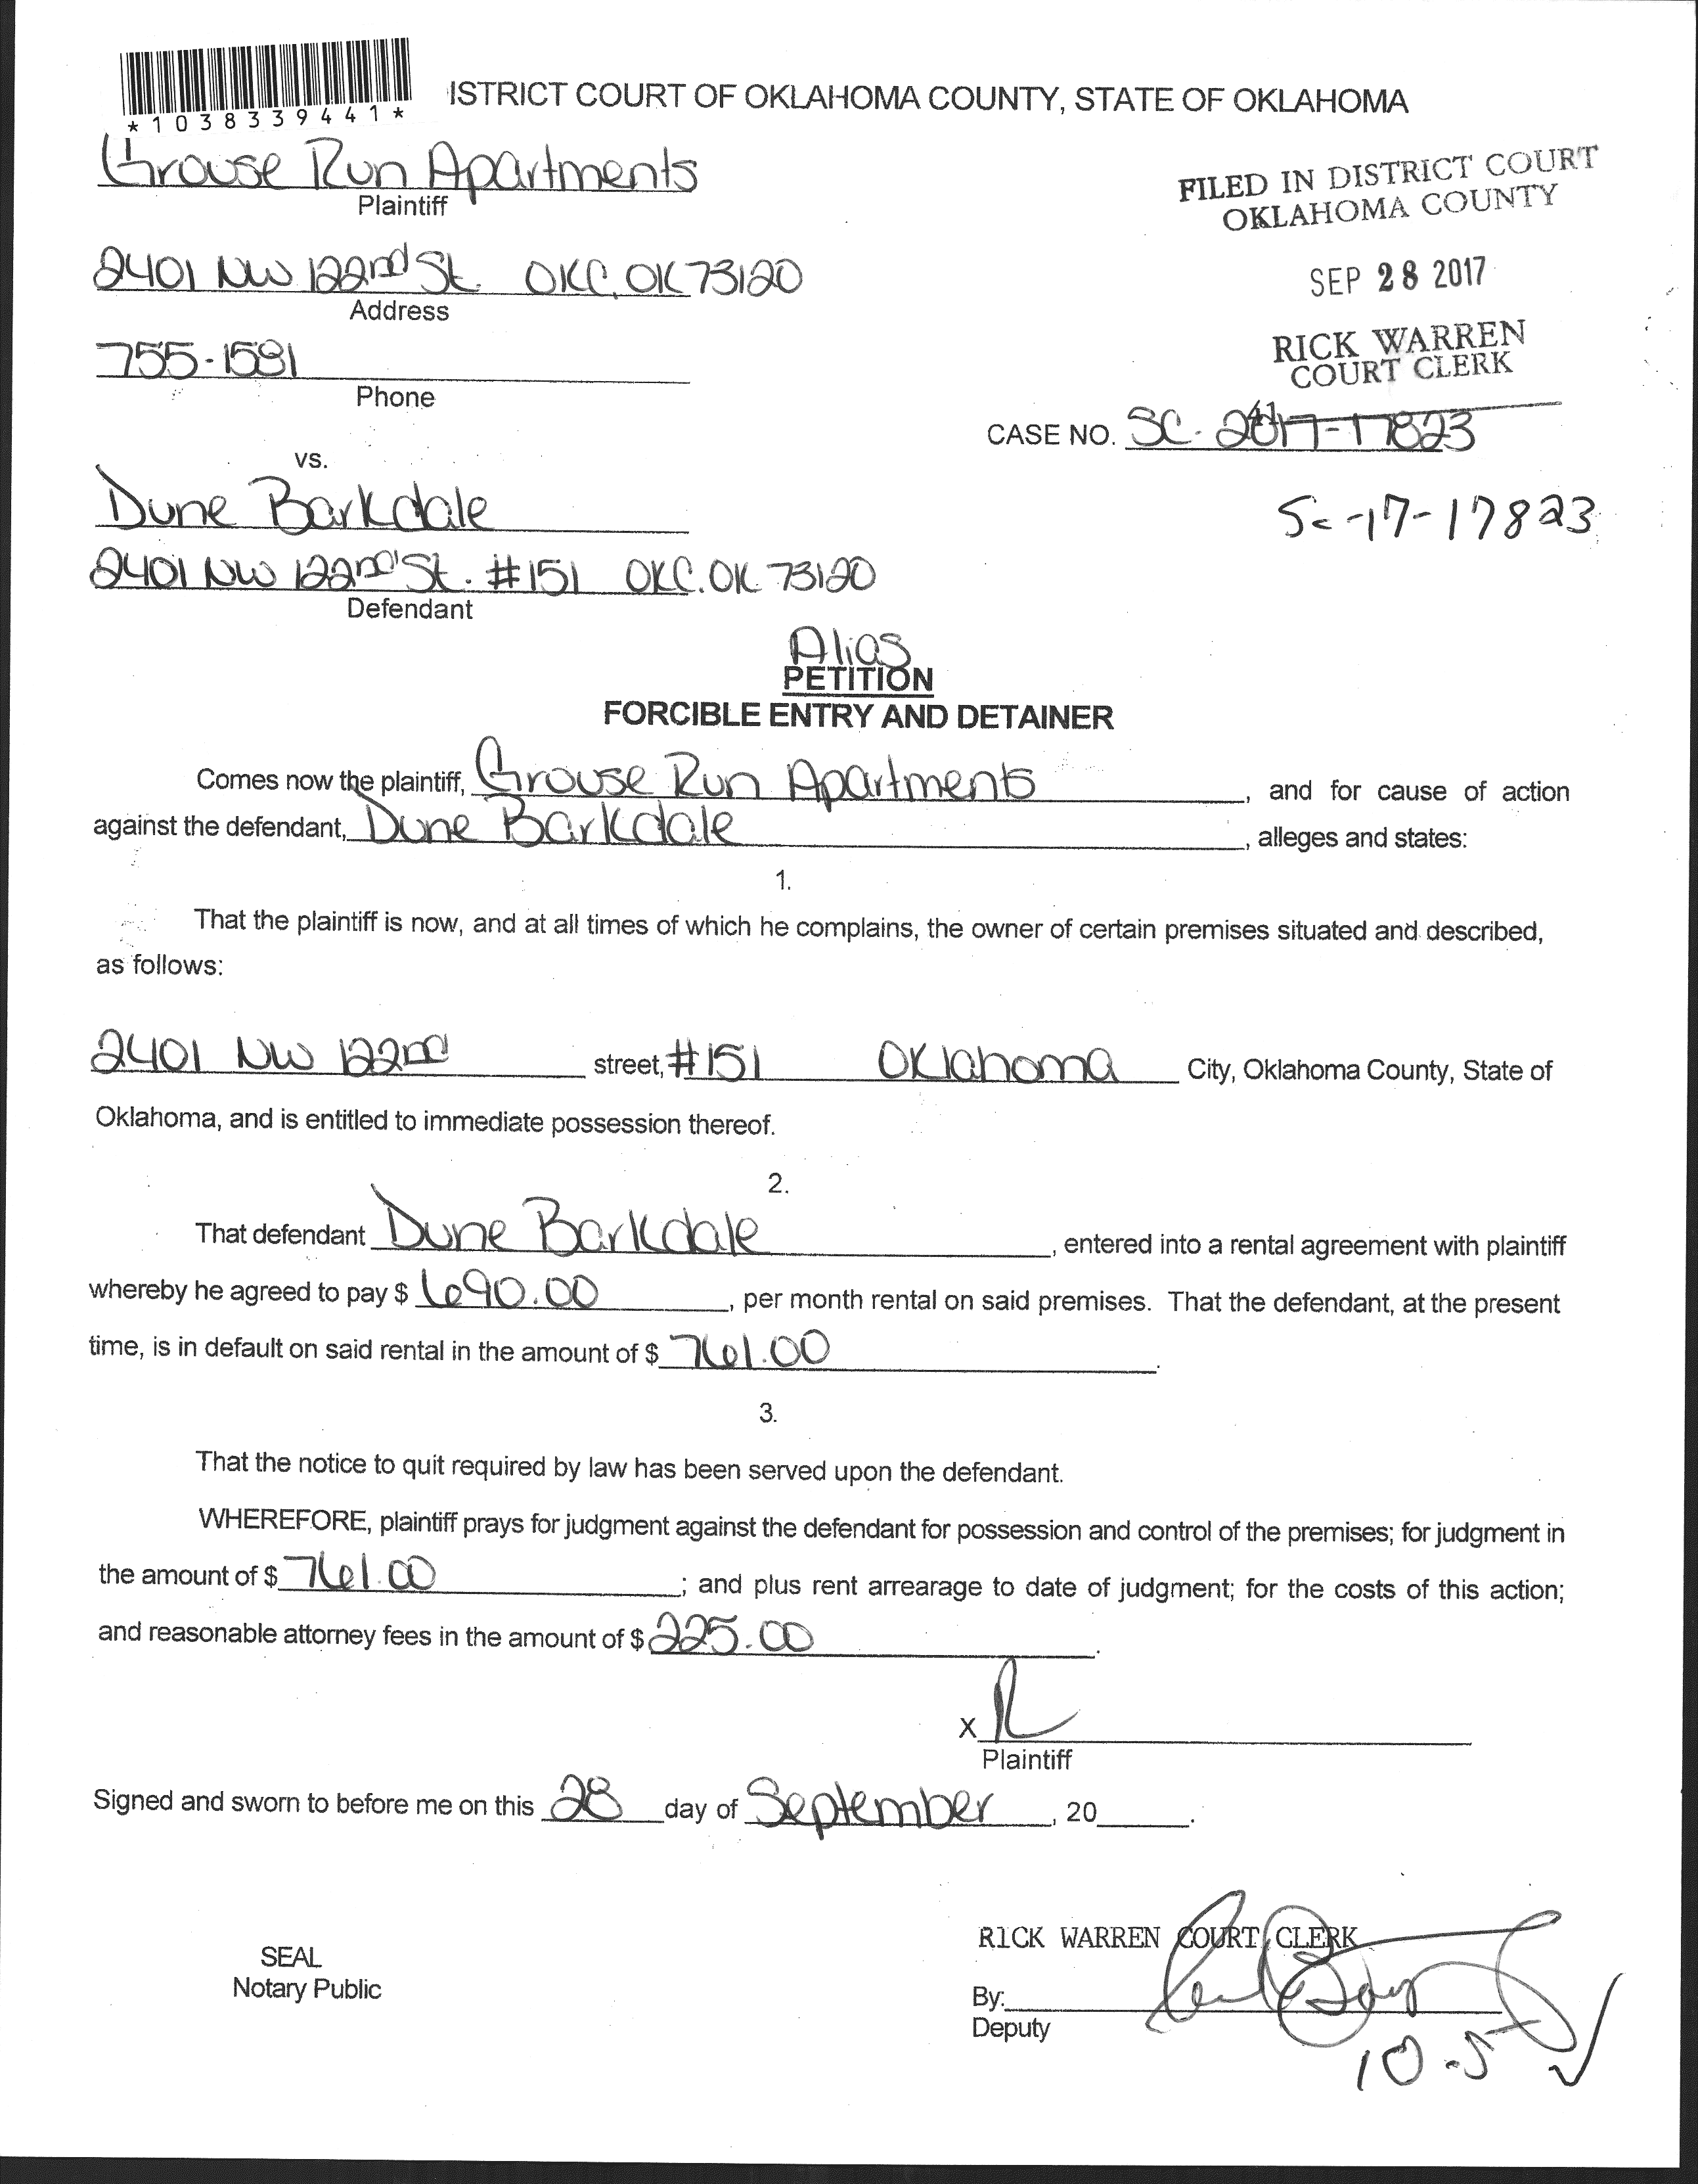 *1038339441*
ISTRICT COURT OF OKLAHOMA COUNTY, STATE OF OKLAHOMA
Grouse Run Apartments
Plaintiff
FILED IN DISTRICT COURT
OKLAHOMA COUNTY
2401 NW 122nd St. OKC, OK 73120
Address
SEP 28 2017
755-1581
Phone
RICK WARREN
COURT CLERK
CASE NO. SC-2017-17823
vs.
Dune Barkdale
SC-17-17823
2401 NW 122nd St. #151 OKC. OK. 73120
Defendant
Alias
PETITION
FORCIBLE ENTRY AND DETAINER
Comes now the plaintiff, Grouse Run Apartments, and for cause of action
against the defendant, Dune Barkdale, alleges and states:
1.
That the plaintiff is now, and at all times of which he complains, the owner of certain premises situated and described,
as follows:
2401 NW 122nd street, #151 Oklahoma City, Oklahoma County, State of
Oklahoma, and is entitled to immediate possession thereof.
2.
That defendant Dune Barkdale, entered into a rental agreement with plaintiff
whereby he agreed to pay $ 690.00, per month rental on said premises. That the defendant, at the present
time, is in default on said rental in the amount of $ 761.00.
3.
That the notice to quit required by law has been served upon the defendant.
WHEREFORE, plaintiff prays for judgment against the defendant for possession and control of the premises; for judgment in
the amount of $ 761.00; and plus rent arrearage to date of judgment; for the costs of this action;
and reasonable attorney fees in the amount of $ 225.00.
X R
Plaintiff
Signed and sworn to before me on this 28 day of September, 20____.
RICK WARREN COURT CLERK
SEAL
Notary Public
By:
Deputy
10-5